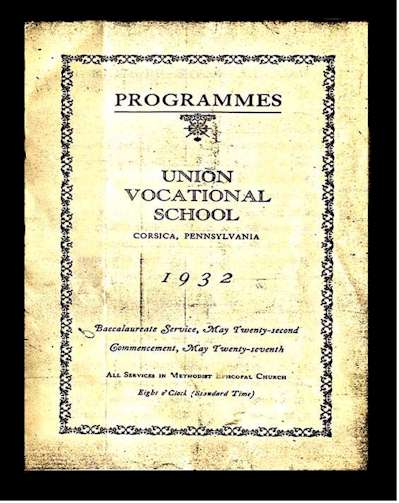 PROGRAMMES
UNION
VOCATIONAL
SCHOOL
CORSICA, PENNSYLVANIA
1932
Baccalaureate Service, May Twenty-second
Commencement, May Twenty-seventh
ALL SERVICES IN METHODIST EPISCOPAL CHURCH
Eight o'Clock (Standard Time)